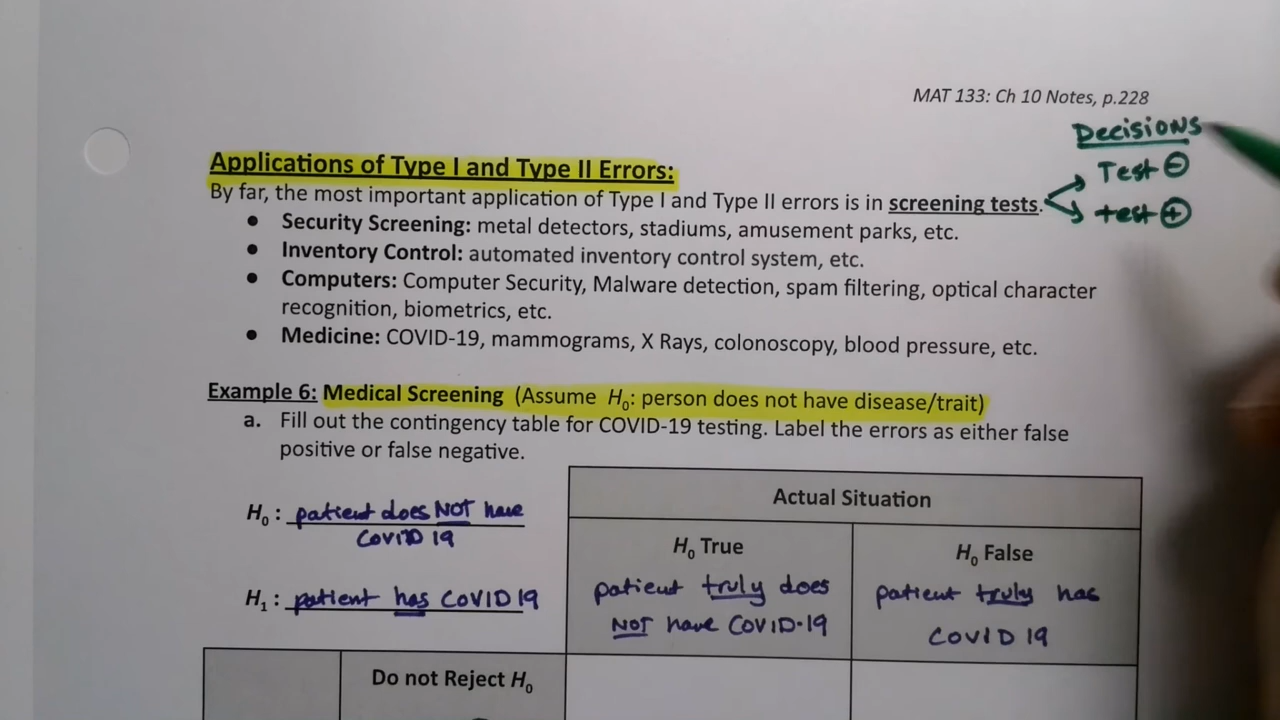 MAT 133: Ch 10 Notes, p.228
Decisions
Test ⊖
test ⊕
Applications of Type I and Type II Errors:
By far, the most important application of Type I and Type II errors is in screening tests.
● Security Screening: metal detectors, stadiums, amusement parks, etc.
● Inventory Control: automated inventory control system, etc.
● Computers: Computer Security, Malware detection, spam filtering, optical character
recognition, biometrics, etc.
● Medicine: COVID-19, mammograms, X Rays, colonoscopy, blood pressure, etc.
Example 6: Medical Screening (Assume H₀: person does not have disease/trait)
a. Fill out the contingency table for COVID-19 testing. Label the errors as either false
positive or false negative.
H₀ : patient does NOT have
COVID 19
H₁ : patient has COVID 19
Actual Situation
H₀ True
patient truly does
NOT have COVID-19
H₀ False
patient truly has
COVID 19
Do not Reject H₀